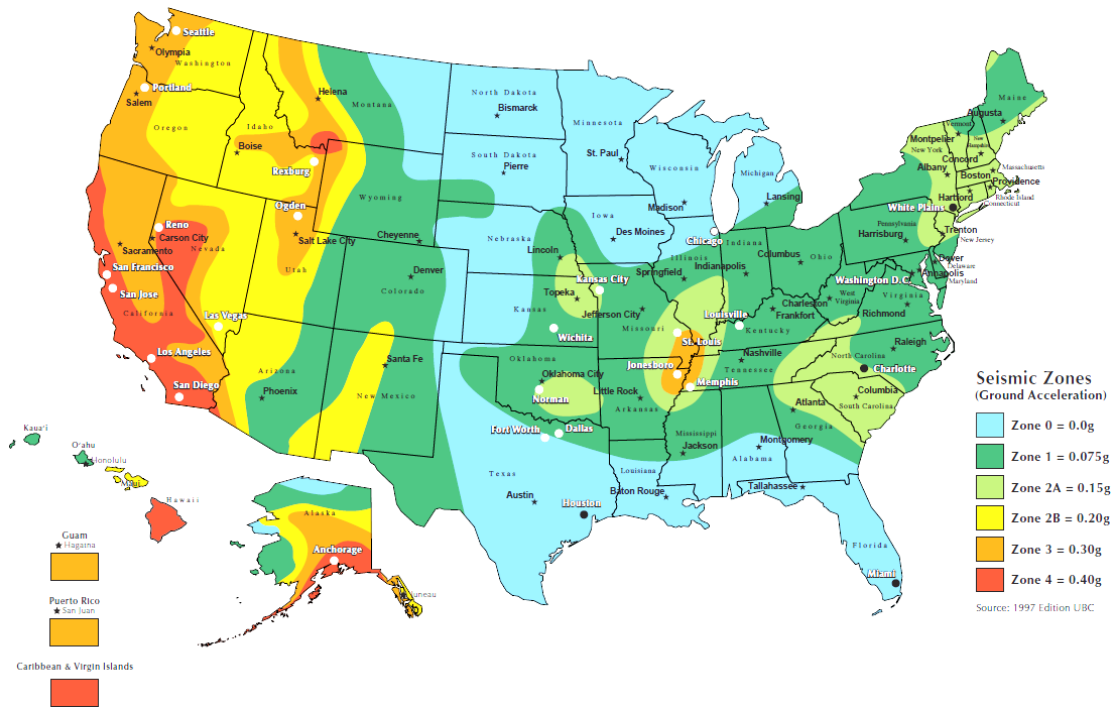 Seattle
Olympia
Washington
Portland
Salem
Oregon
Helena
Montana
Idaho
Boise
Rexburg
North Dakota
Bismarck
Minnesota
St. Paul
South Dakota
Pierre
Wisconsin
Madison
Michigan
Lansing
Maine
Augusta
Vermont
New Hampshire
Montpelier
New York
Concord
Albany
Boston
Massachusetts
Providence
Rhode Island
Hartford
Connecticut
White Plains
Wyoming
Cheyenne
Ogden
Salt Lake City
Utah
Reno
Carson City
Nevada
Sacramento
San Francisco
San Jose
California
Las Vegas
Los Angeles
San Diego
Nebraska
Lincoln
Iowa
Des Moines
Chicago
Illinois
Springfield
Indiana
Indianapolis
Ohio
Columbus
Pennsylvania
Harrisburg
Trenton
New Jersey
Dover
Delaware
Annapolis
Maryland
Washington D.C.
West Virginia
Charleston
Virginia
Richmond
Denver
Colorado
Kansas
Topeka
Kansas City
Wichita
Jefferson City
Missouri
St. Louis
Louisville
Frankfort
Kentucky
Arizona
Phoenix
Santa Fe
New Mexico
Oklahoma
Oklahoma City
Norman
Little Rock
Arkansas
Jonesboro
Memphis
Nashville
Tennessee
Raleigh
North Carolina
Charlotte
Columbia
South Carolina
Atlanta
Georgia
Fort Worth
Dallas
Texas
Austin
Houston
Louisiana
Baton Rouge
Mississippi
Jackson
Montgomery
Alabama
Tallahassee
Florida
Miami
Kaua'i
O'ahu
Honolulu
Maui
Hawaii
Alaska
Anchorage
Juneau
Guam
Hagatna
Puerto Rico
San Juan
Caribbean & Virgin Islands
Seismic Zones
(Ground Acceleration)
Zone 0 = 0.0g
Zone 1 = 0.075g
Zone 2A = 0.15g
Zone 2B = 0.20g
Zone 3 = 0.30g
Zone 4 = 0.40g
Source: 1997 Edition UBC